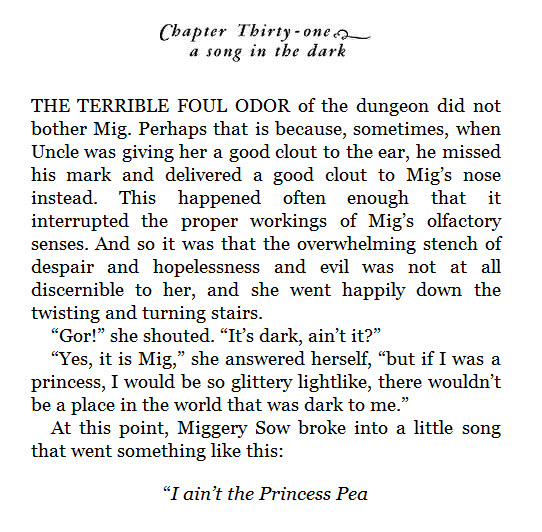 Chapter Thirty-one
a song in the dark
THE TERRIBLE FOUL ODOR of the dungeon did not
bother Mig. Perhaps that is because, sometimes, when
Uncle was giving her a good clout to the ear, he missed
his mark and delivered a good clout to Mig’s nose
instead. This happened often enough that it
interrupted the proper workings of Mig’s olfactory
senses. And so it was that the overwhelming stench of
despair and hopelessness and evil was not at all
discernible to her, and she went happily down the
twisting and turning stairs.
“Gor!” she shouted. “It’s dark, ain’t it?”
“Yes, it is Mig,” she answered herself, “but if I was a
princess, I would be so glittery lightlike, there wouldn’t
be a place in the world that was dark to me.”
At this point, Miggery Sow broke into a little song
that went something like this:
“I ain’t the Princess Pea